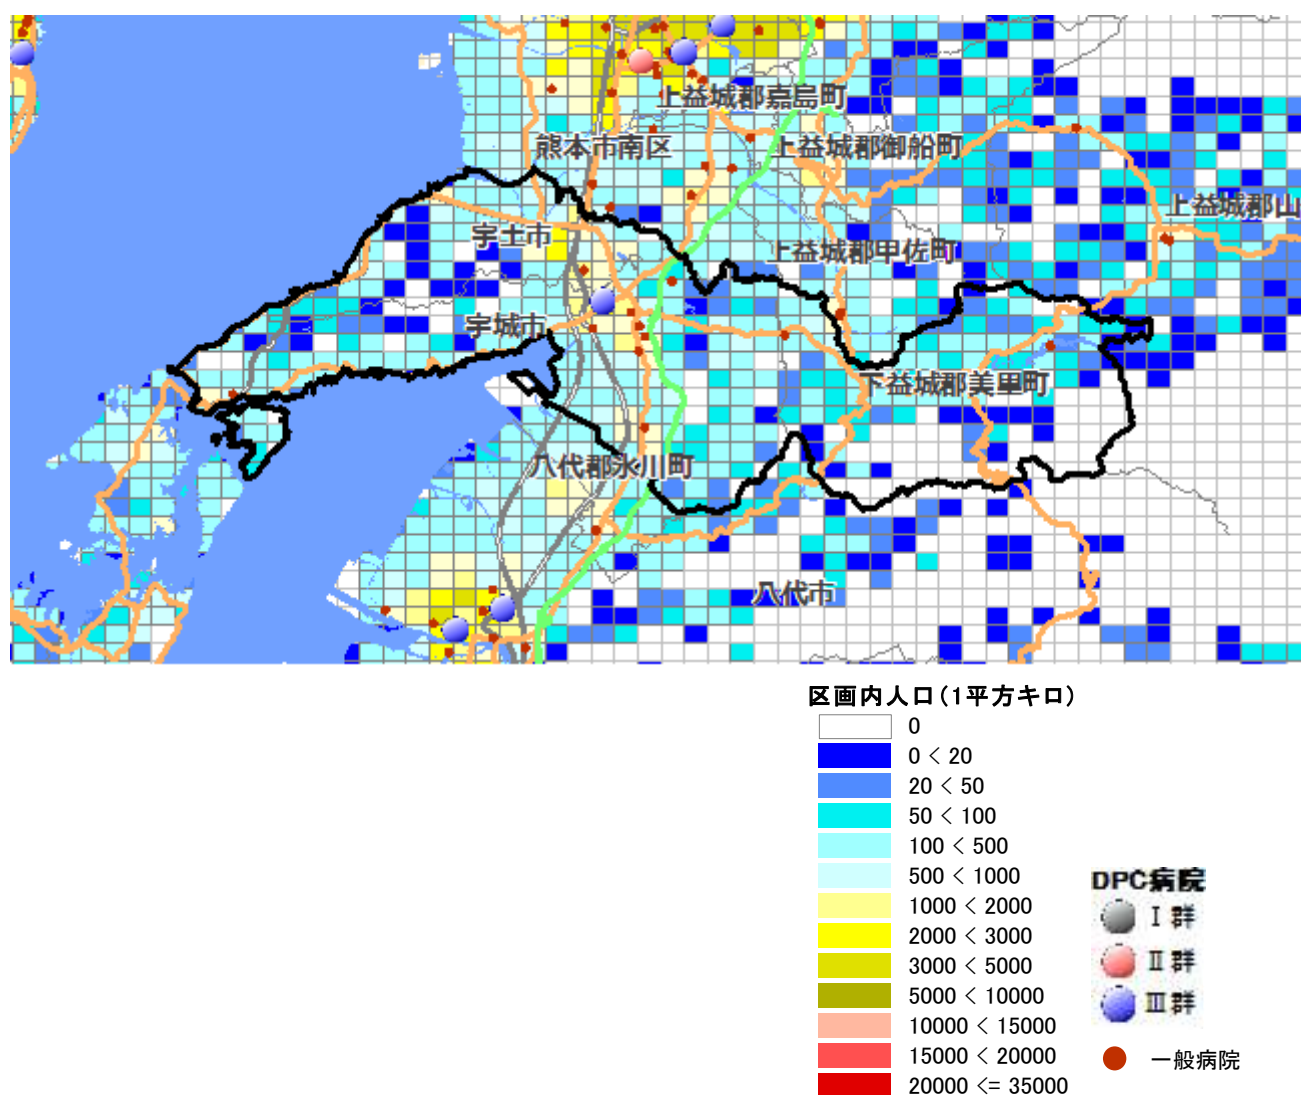 上益城郡嘉島町
熊本市南区
上益城郡御船町
上益城郡山
宇土市
上益城郡甲佐町
宇城市
下益城郡美里町
八代郡氷川町
八代市
区画内人口(1平方キロ)
0
0 < 20
20 < 50
50 < 100
100 < 500
500 < 1000
1000 < 2000
2000 < 3000
3000 < 5000
5000 < 10000
10000 < 15000
15000 < 20000
20000 <= 35000
DPC病院
Ⅰ群
Ⅱ群
Ⅲ群
一般病院